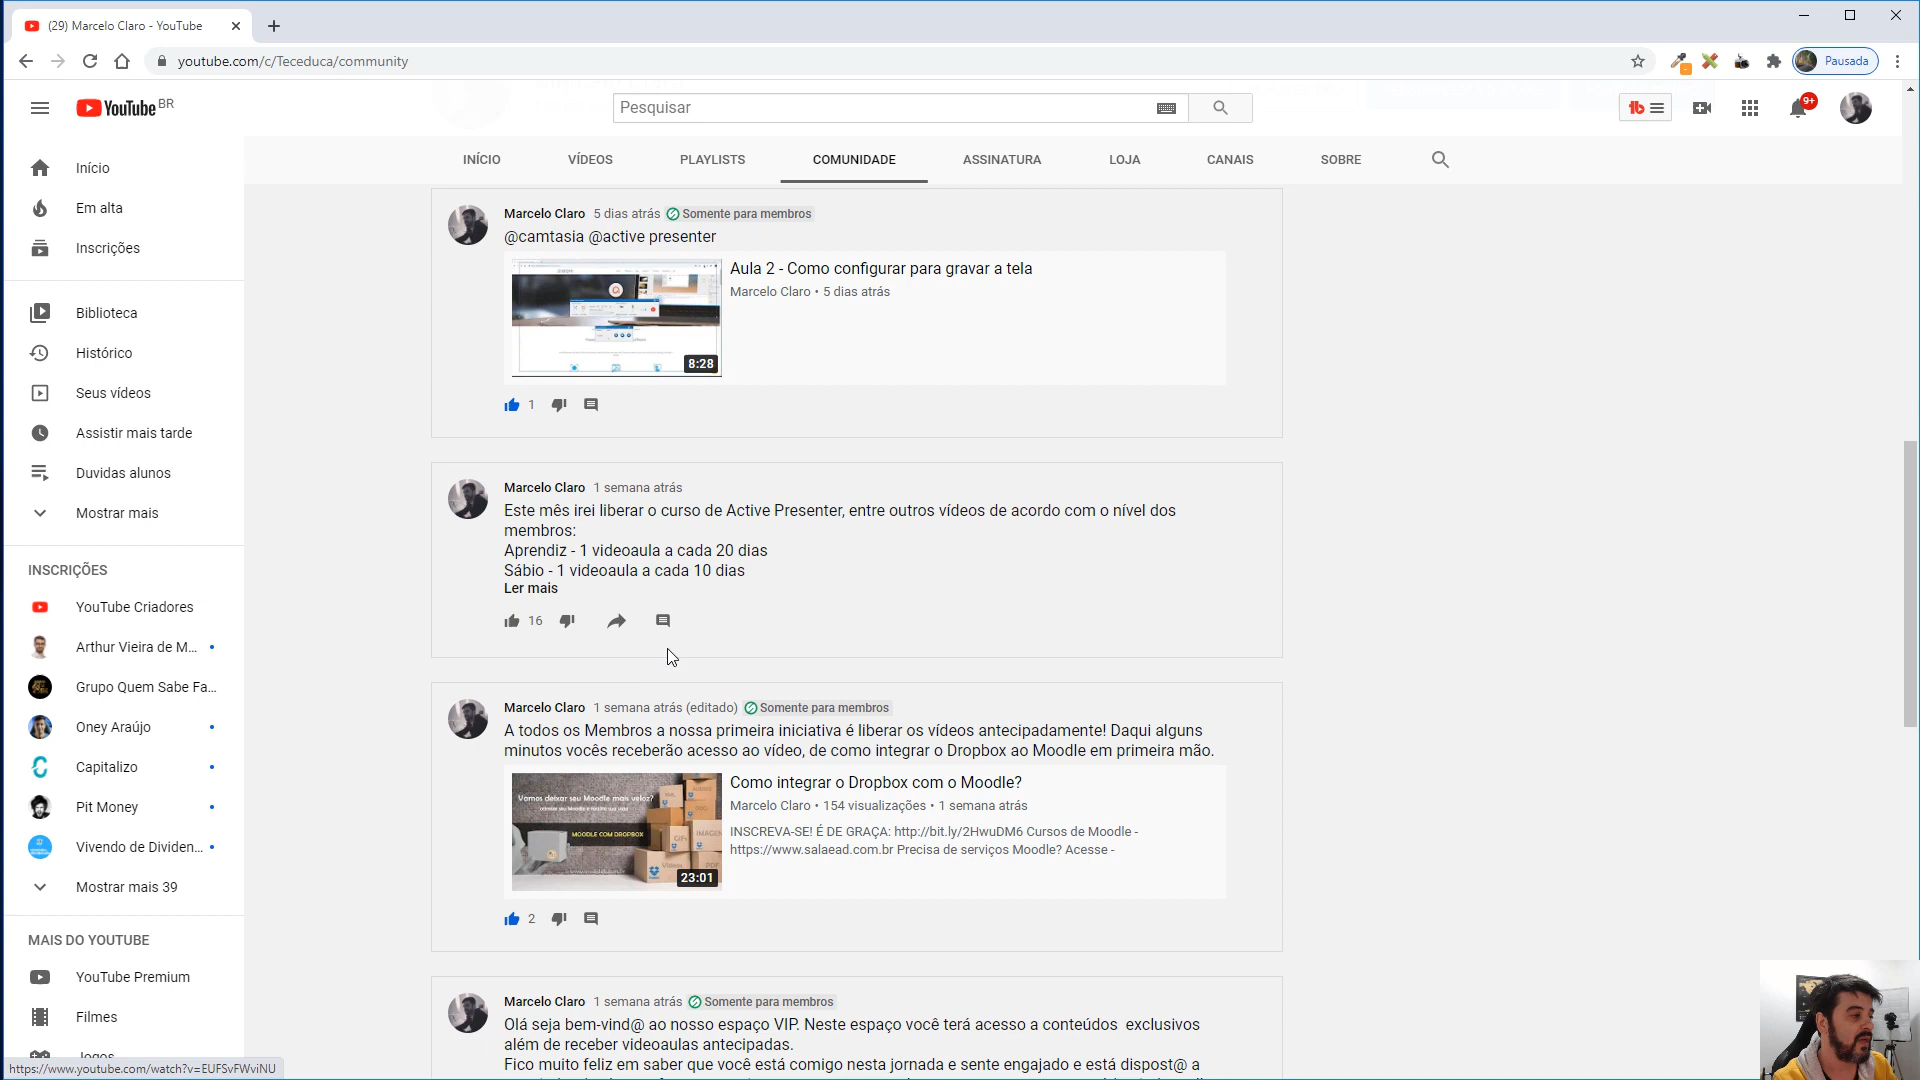 (29) Marcelo Claro - YouTube
youtube.com/c/Teceduca/community
Pausada
YouTube BR
Pesquisar
9+
INÍCIO
VÍDEOS
PLAYLISTS
COMUNIDADE
ASSINATURA
LOJA
CANAIS
SOBRE
Início
Em alta
Inscrições
Biblioteca
Histórico
Seus vídeos
Assistir mais tarde
Duvidas alunos
Mostrar mais
INSCRIÇÕES
YouTube Criadores
Arthur Vieira de M...
Grupo Quem Sabe Fa...
Oney Araújo
Capitalizo
Pit Money
Vivendo de Dividen...
Mostrar mais 39
MAIS DO YOUTUBE
YouTube Premium
Filmes
Jogos
https://www.youtube.com/watch?v=EUFSvFWviNU
Marcelo Claro 5 dias atrás Somente para membros
@camtasia @active presenter
Aula 2 - Como configurar para gravar a tela
Marcelo Claro • 5 dias atrás
8:28
1
Marcelo Claro 1 semana atrás
Este mês irei liberar o curso de Active Presenter, entre outros vídeos de acordo com o nível dos
membros:
Aprendiz - 1 videoaula a cada 20 dias
Sábio - 1 videoaula a cada 10 dias
Ler mais
16
Marcelo Claro 1 semana atrás (editado) Somente para membros
A todos os Membros a nossa primeira iniciativa é liberar os vídeos antecipadamente! Daqui alguns
minutos vocês receberão acesso ao vídeo, de como integrar o Dropbox ao Moodle em primeira mão.
Vamos deixar seu Moodle mais veloz?
MOODLE COM DROPBOX
23:01
Como integrar o Dropbox com o Moodle?
Marcelo Claro • 154 visualizações • 1 semana atrás
INSCREVA-SE! É DE GRAÇA: http://bit.ly/2HwuDM6 Cursos de Moodle -
https://www.salaead.com.br Precisa de serviços Moodle? Acesse -
2
Marcelo Claro 1 semana atrás Somente para membros
Olá seja bem-vind@ ao nosso espaço VIP. Neste espaço você terá acesso a conteúdos exclusivos
além de receber videoaulas antecipadas.
Fico muito feliz em saber que você está comigo nesta jornada e sente engajado e está dispost@ a